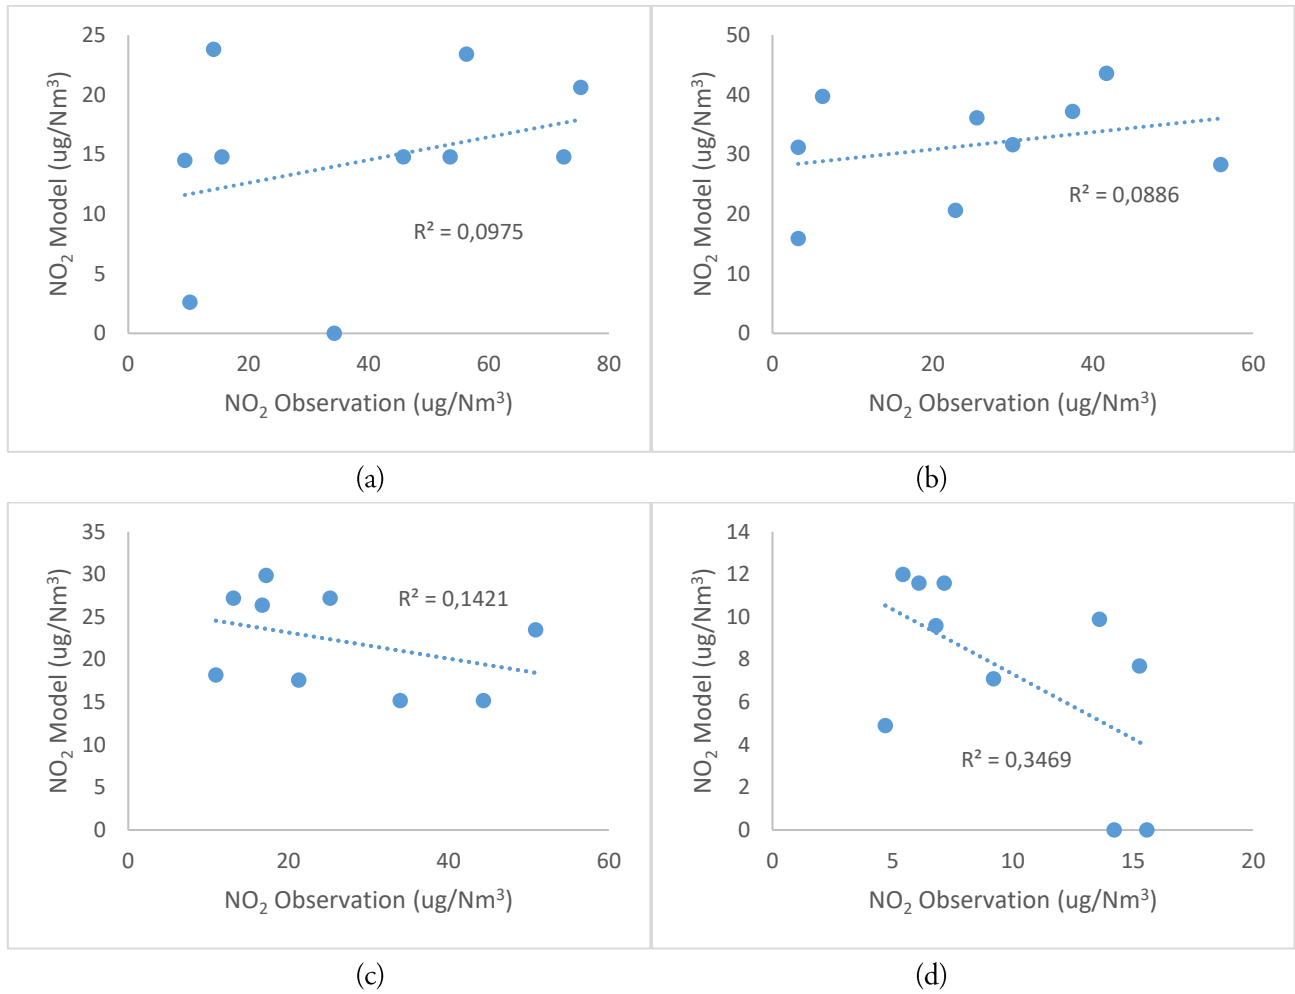 25
20
15
10
5
0
0 20 40 60 80
NO₂ Model (ug/Nm³)
NO₂ Observation (ug/Nm³)
R² = 0,0975
(a)
50
40
30
20
10
0
0 20 40 60
NO₂ Model (ug/Nm³)
NO₂ Observation (ug/Nm³)
R² = 0,0886
(b)
35
30
25
20
15
10
5
0
0 20 40 60
NO₂ Model (ug/Nm³)
NO₂ Observation (ug/Nm³)
R² = 0,1421
(c)
14
12
10
8
6
4
2
0
0 5 10 15 20
NO₂ Model (ug/Nm³)
NO₂ Observation (ug/Nm³)
R² = 0,3469
(d)